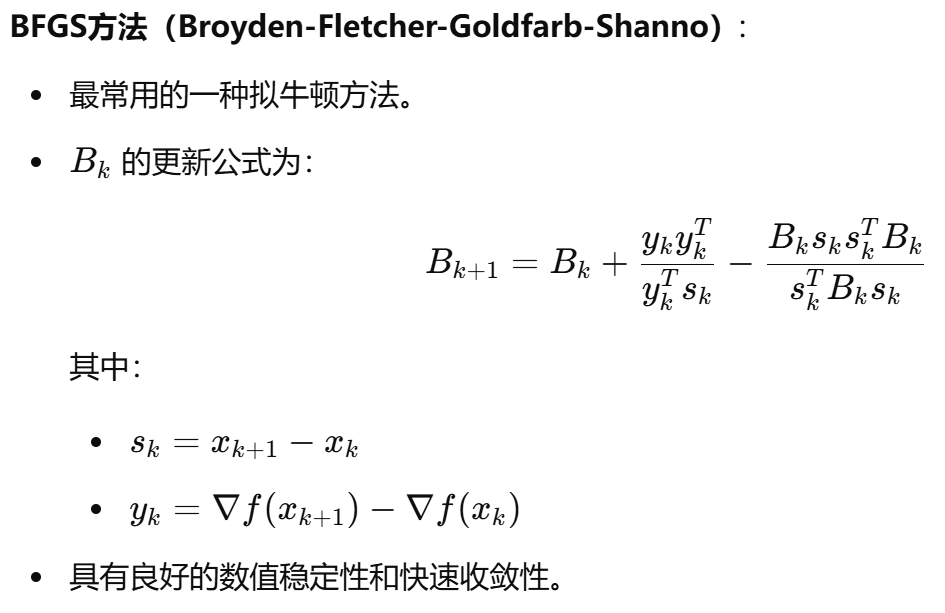 BFGS方法（Broyden-Fletcher-Goldfarb-Shanno）:
• 最常用的一种拟牛顿方法。
• $B_k$ 的更新公式为：
$B_{k+1} = B_k + \frac{y_k y_k^T}{y_k^T s_k} - \frac{B_k s_k s_k^T B_k}{s_k^T B_k s_k}$
其中：
• $s_k = x_{k+1} - x_k$
• $y_k = \nabla f(x_{k+1}) - \nabla f(x_k)$
• 具有良好的数值稳定性和快速收敛性。